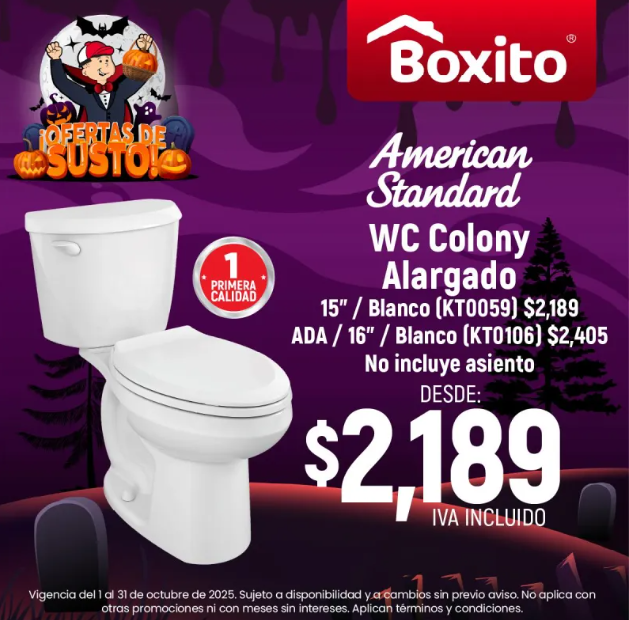 ¡OFERTAS DE
SUSTO!
Boxito®
American
Standard
WC Colony
Alargado
1
PRIMERA
CALIDAD
15" / Blanco (KT0059) $2,189
ADA / 16" / Blanco (KT0106) $2,405
No incluye asiento
DESDE:
$2,189
IVA INCLUIDO
Vigencia del 1 al 31 de octubre de 2025. Sujeto a disponibilidad y a cambios sin previo aviso. No aplica con
otras promociones ni con meses sin intereses. Aplican términos y condiciones.